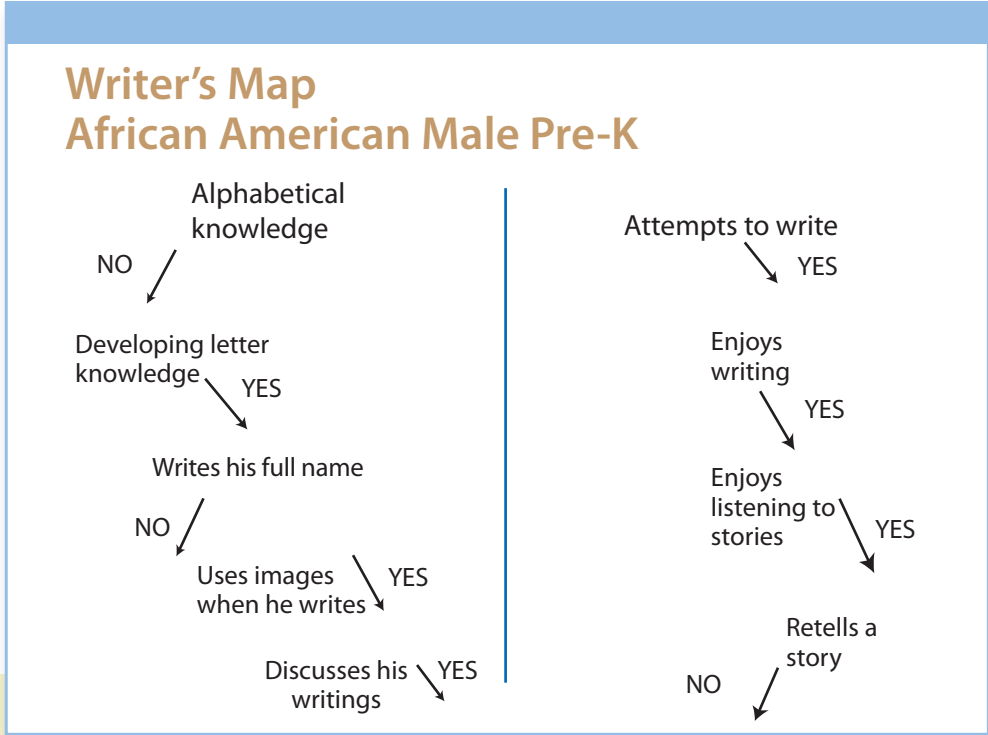 Writer’s Map
African American Male Pre-K
Alphabetical
knowledge
NO
Developing letter
knowledge
YES
Writes his full name
NO
Uses images
when he writes
YES
Discusses his
writings
YES
Attempts to write
YES
Enjoys
writing
YES
Enjoys
listening to
stories
YES
Retells a
story
NO